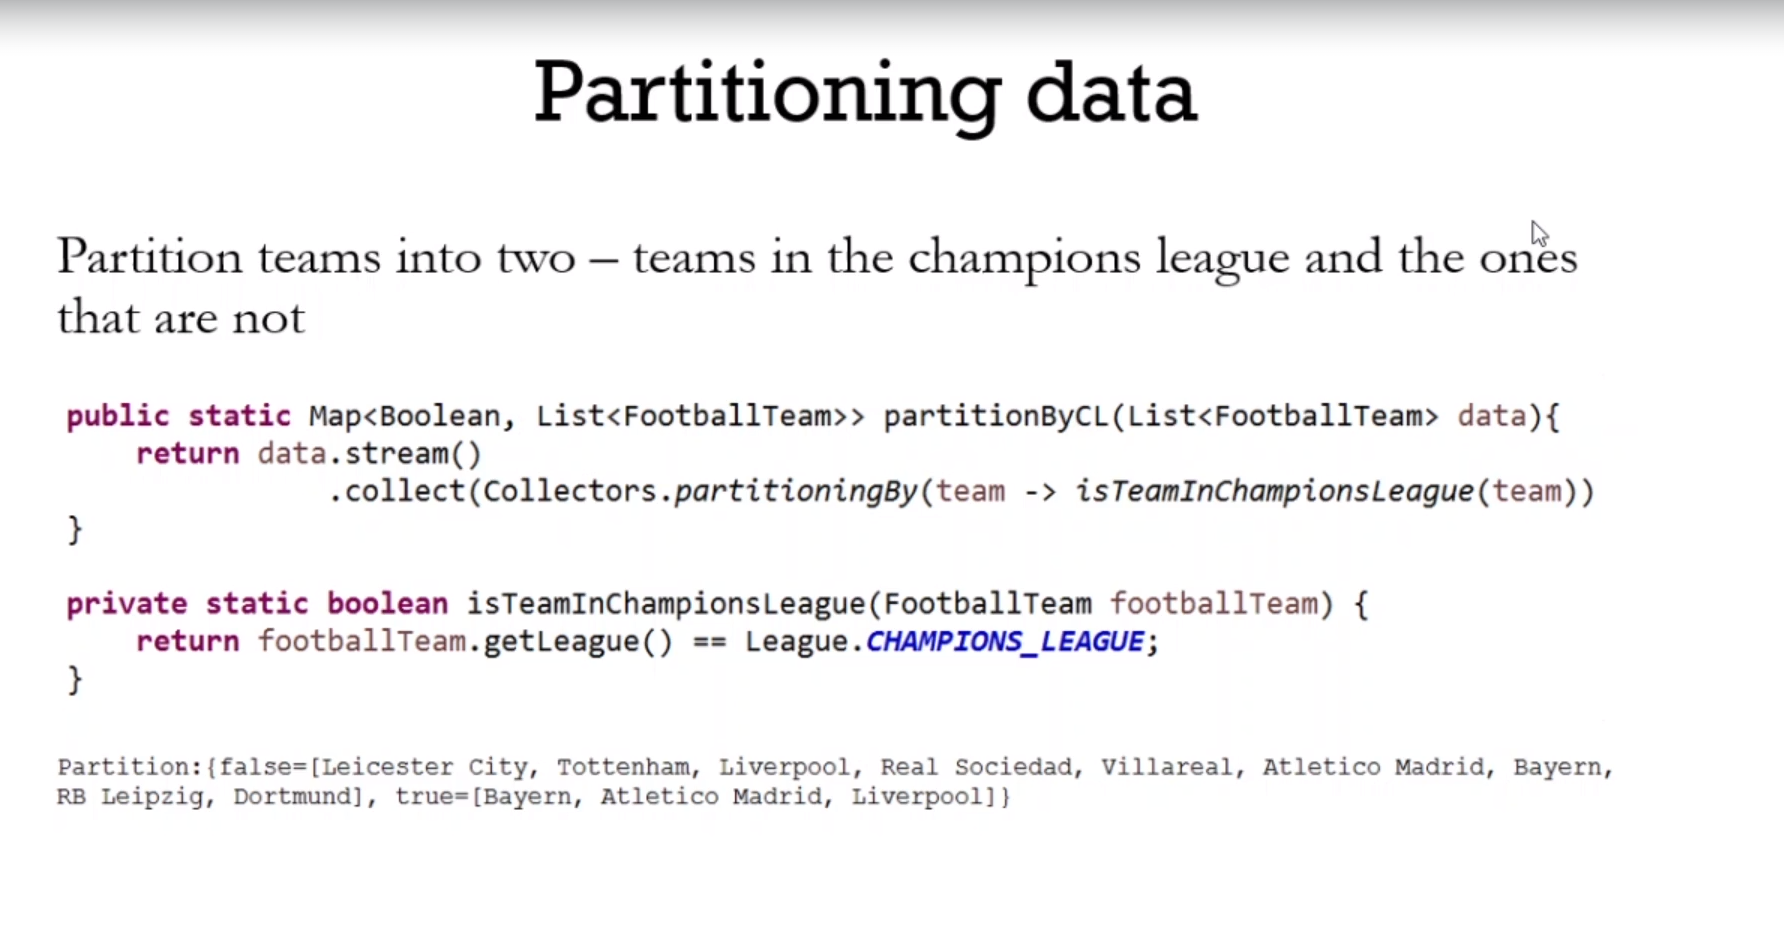 Partitioning data
Partition teams into two – teams in the champions league and the ones
that are not
public static Map<Boolean, List<FootballTeam>> partitionByCL(List<FootballTeam> data){
    return data.stream()
               .collect(Collectors.partitioningBy(team -> isTeamInChampionsLeague(team))
}
private static boolean isTeamInChampionsLeague(FootballTeam footballTeam) {
    return footballTeam.getLeague() == League.CHAMPIONS_LEAGUE;
}
Partition:{false=[Leicester City, Tottenham, Liverpool, Real Sociedad, Villareal, Atletico Madrid, Bayern,
RB Leipzig, Dortmund], true=[Bayern, Atletico Madrid, Liverpool]}